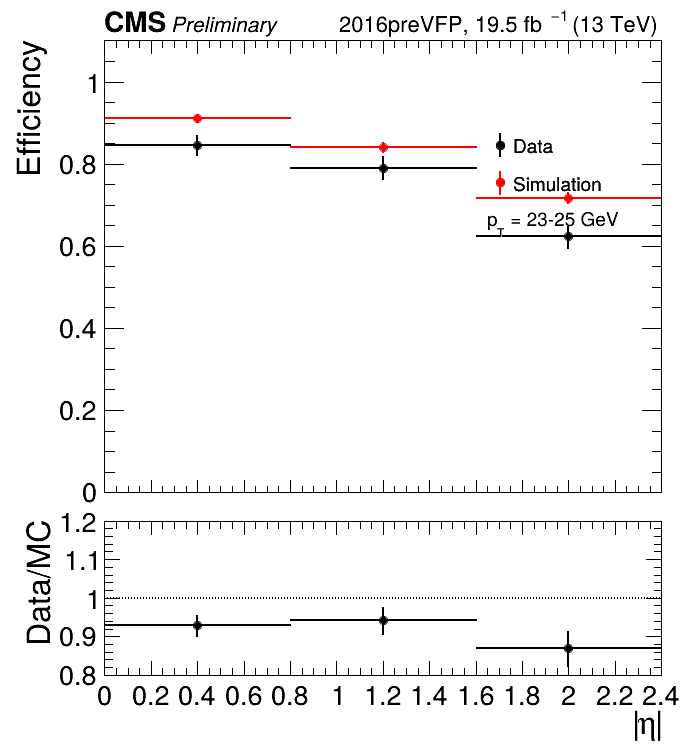 CMS Preliminary 2016preVFP, 19.5 fb⁻¹ (13 TeV)
Efficiency
1
0.8
0.6
0.4
0.2
0
Data
Simulation
p_T = 23-25 GeV
Data/MC
1.2
1.1
1
0.9
0.8
0 0.2 0.4 0.6 0.8 1 1.2 1.4 1.6 1.8 2 2.2 2.4
|η|